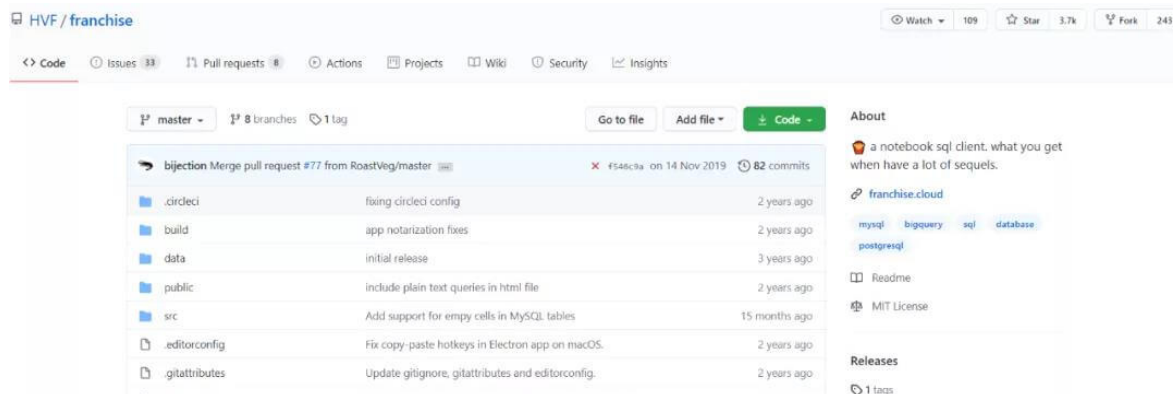 HVF / franchise
Watch 109 Star 3.7k Fork 243
Code Issues 33 Pull requests 8 Actions Projects Wiki Security Insights
master 8 branches 1 tag Go to file Add file Code
bijection Merge pull request #77 from RoastVeg/master ... f546c9a on 14 Nov 2019 82 commits
.circleci fixing circleci config 2 years ago
build app notarization fixes 2 years ago
data initial release 3 years ago
public include plain text queries in html file 2 years ago
src Add support for empy cells in MySQL tables 15 months ago
.editorconfig Fix copy-paste hotkeys in Electron app on macOS. 2 years ago
.gitattributes Update gitignore, gitattributes and editorconfig. 2 years ago
About
a notebook sql client. what you get
when have a lot of sequels.
franchise.cloud
mysql bigquery sql database
postgresql
Readme
MIT License
Releases
1 tags